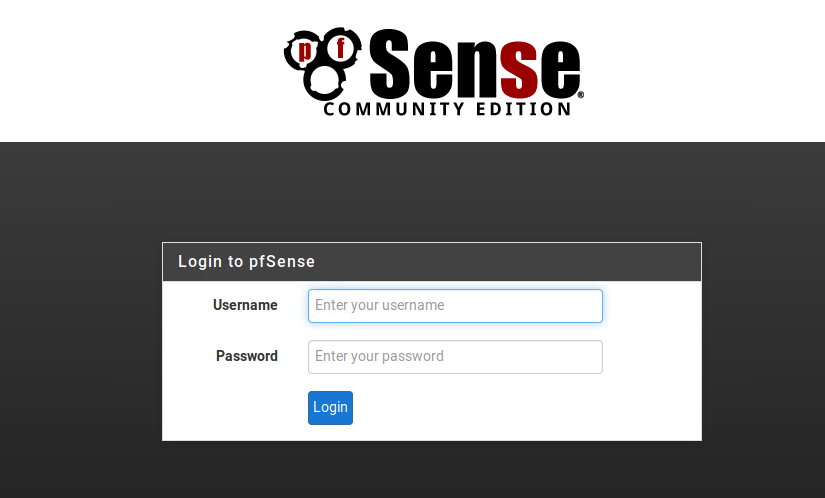 pf Sense®
COMMUNITY EDITION
Login to pfSense
Username
Enter your username
Password
Enter your password
Login